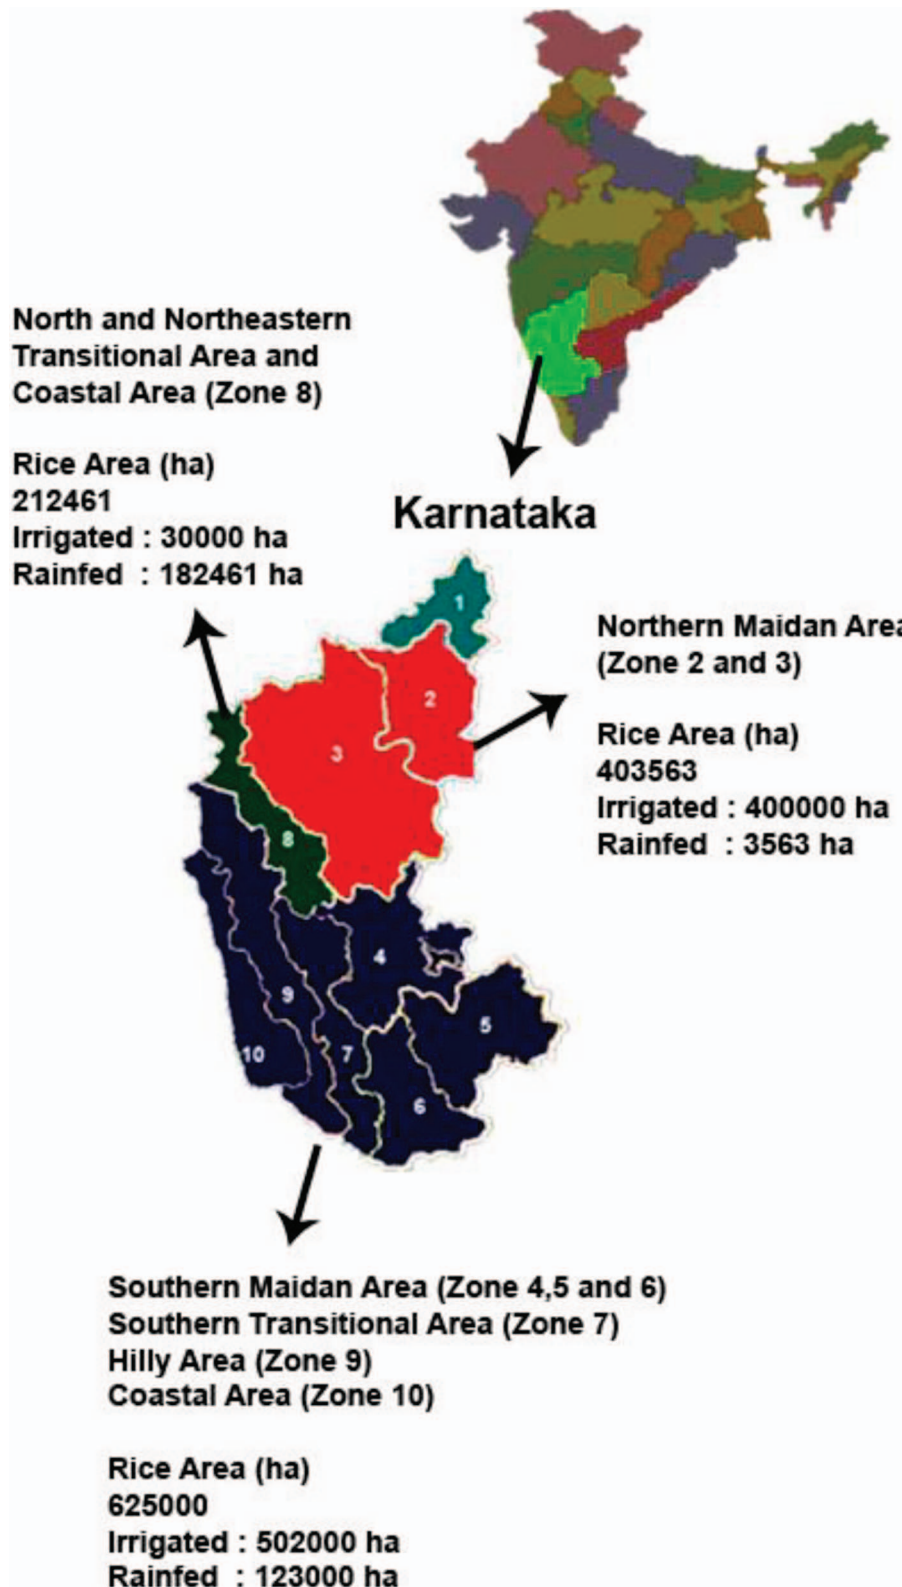 North and Northeastern
Transitional Area and
Coastal Area (Zone 8)
Rice Area (ha)
212461
Irrigated : 30000 ha
Rainfed : 182461 ha
Karnataka
1
Northern Maidan Area
(Zone 2 and 3)
Rice Area (ha)
403563
Irrigated : 400000 ha
Rainfed : 3563 ha
2
3
8
4
9
5
10
7
6
Southern Maidan Area (Zone 4,5 and 6)
Southern Transitional Area (Zone 7)
Hilly Area (Zone 9)
Coastal Area (Zone 10)
Rice Area (ha)
625000
Irrigated : 502000 ha
Rainfed : 123000 ha